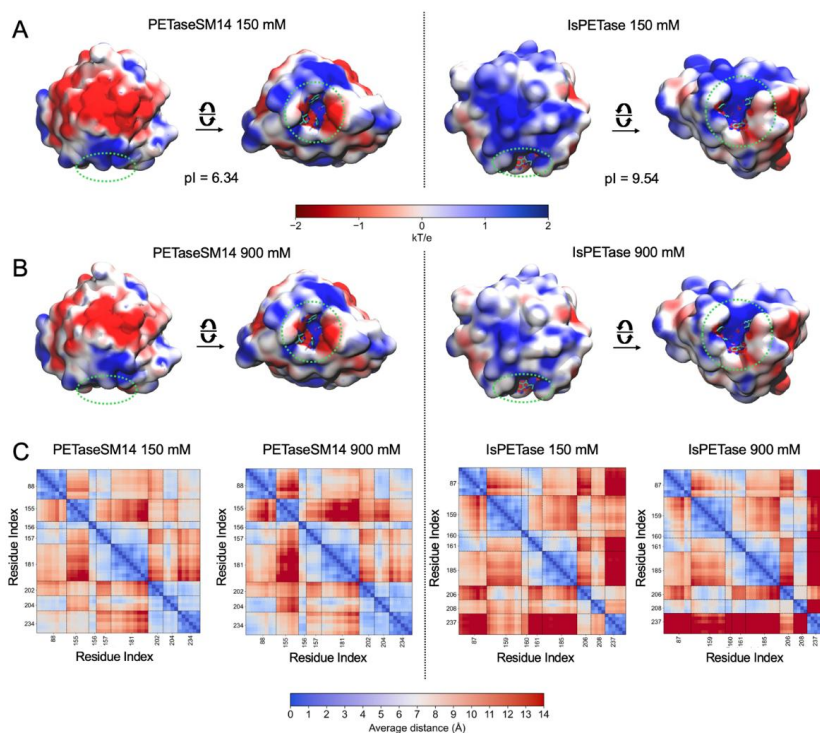 A
PETaseSM14 150 mM
IsPETase 150 mM
pI = 6.34
pI = 9.54
−2 −1 0 1 2
kT/e
B
PETaseSM14 900 mM
IsPETase 900 mM
C
PETaseSM14 150 mM
PETaseSM14 900 mM
IsPETase 150 mM
IsPETase 900 mM
Residue Index
88
155
156
157
181
202
204
234
88 155 156 157 181 202 204 234
Residue Index
Residue Index
88
155
156
157
181
202
204
234
88 155 156 157 181 202 204 234
Residue Index
Residue Index
87
159
160
161
185
206
208
237
87 159 160 161 185 206 208 237
Residue Index
Residue Index
87
159
160
161
185
206
208
237
87 159 160 161 185 206 208 237
Residue Index
0 1 2 3 4 5 6 7 8 9 10 11 12 13 14
Average distance (Å)